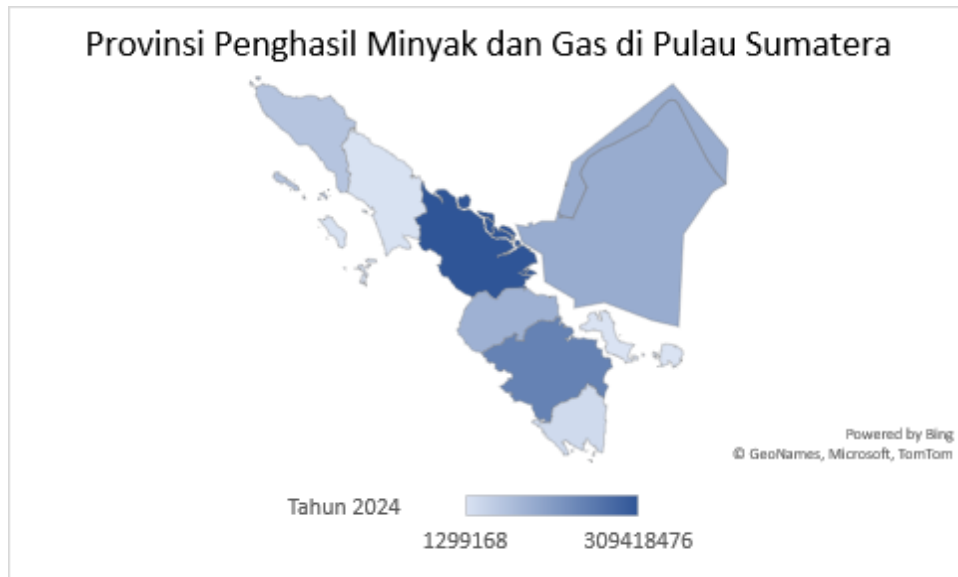 Provinsi Penghasil Minyak dan Gas di Pulau Sumatera
Powered by Bing
© GeoNames, Microsoft, TomTom
Tahun 2024
1299168 309418476